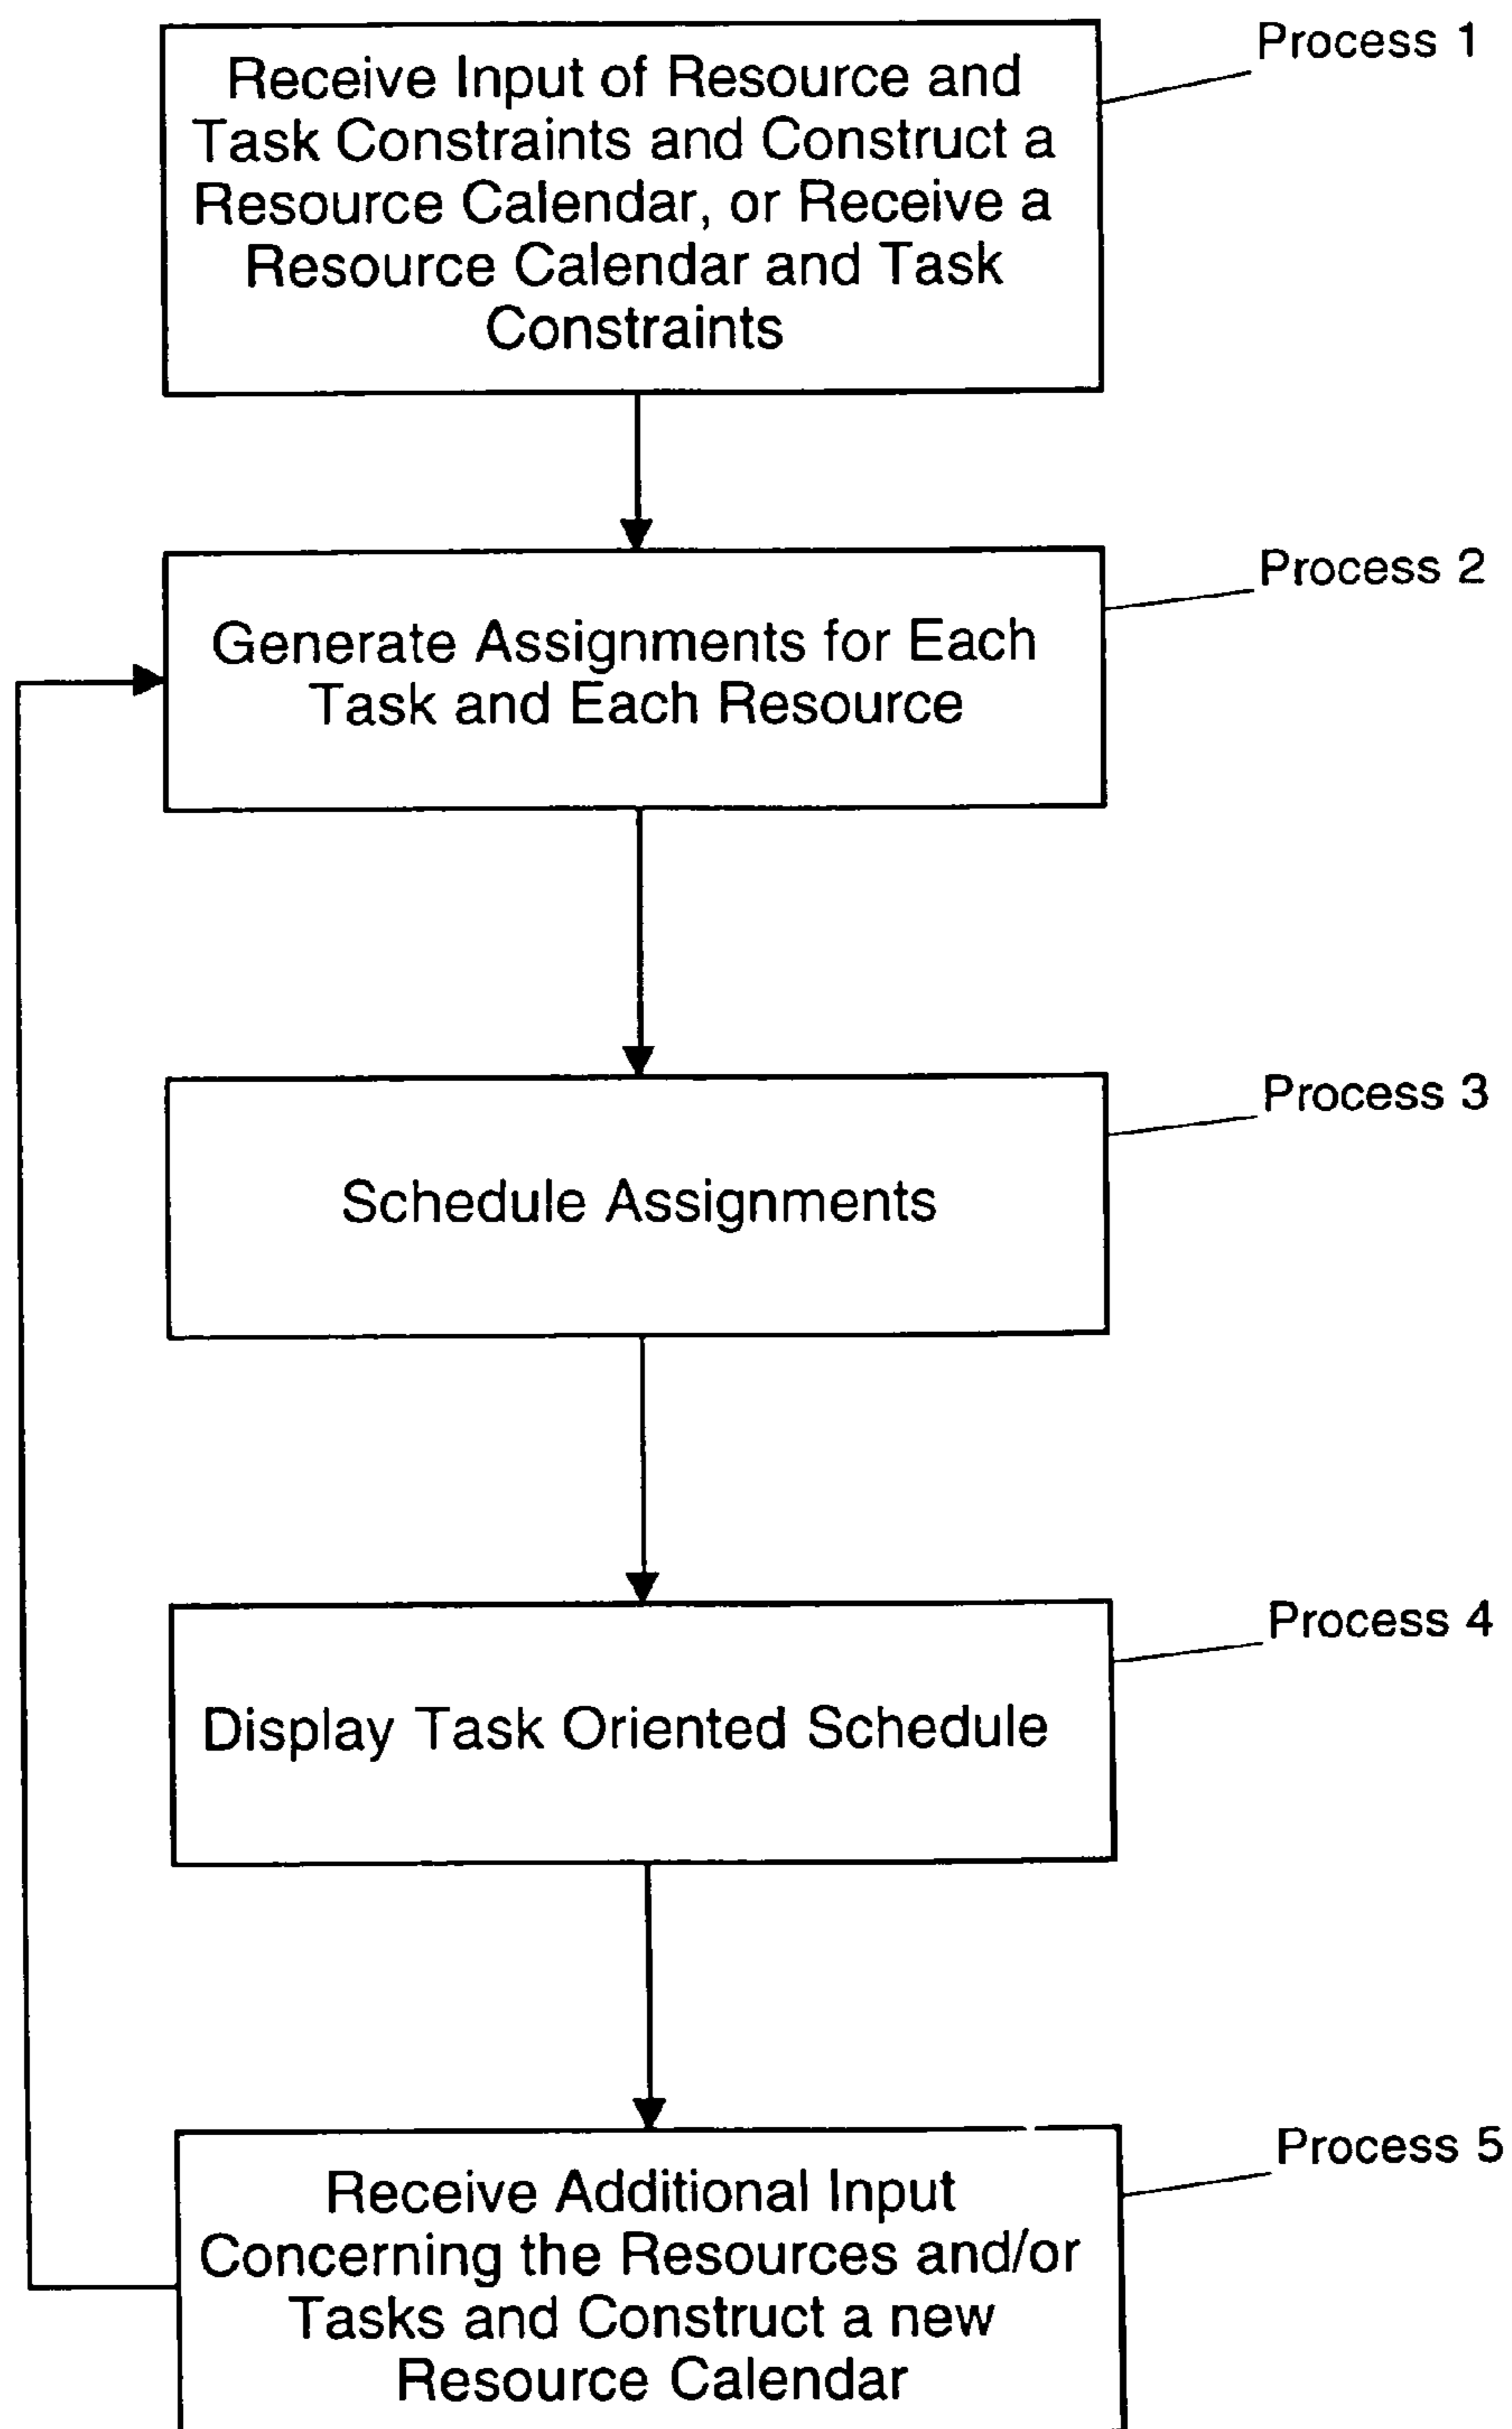 Process 1
Receive Input of Resource and
Task Constraints and Construct a
Resource Calendar, or Receive a
Resource Calendar and Task
Constraints
Process 2
Generate Assignments for Each
Task and Each Resource
Process 3
Schedule Assignments
Process 4
Display Task Oriented Schedule
Process 5
Receive Additional Input
Concerning the Resources and/or
Tasks and Construct a new
Resource Calendar